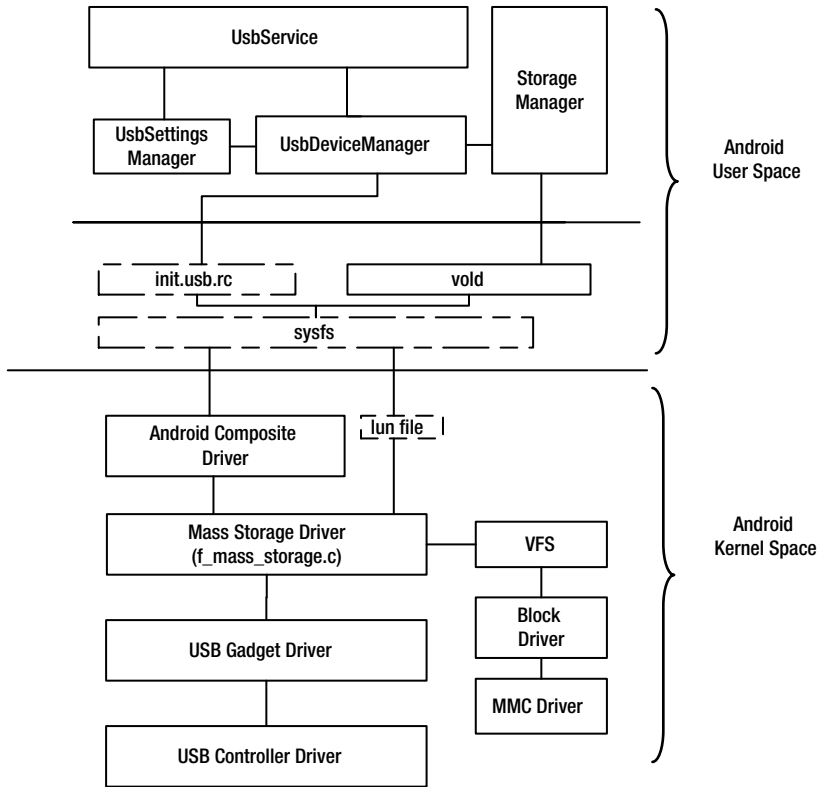 UsbService
Storage
Manager
UsbSettings
Manager
UsbDeviceManager
Android
User Space
init.usb.rc
vold
sysfs
Android Composite
Driver
lun file
Mass Storage Driver
(f_mass_storage.c)
VFS
Android
Kernel Space
Block
Driver
USB Gadget Driver
MMC Driver
USB Controller Driver